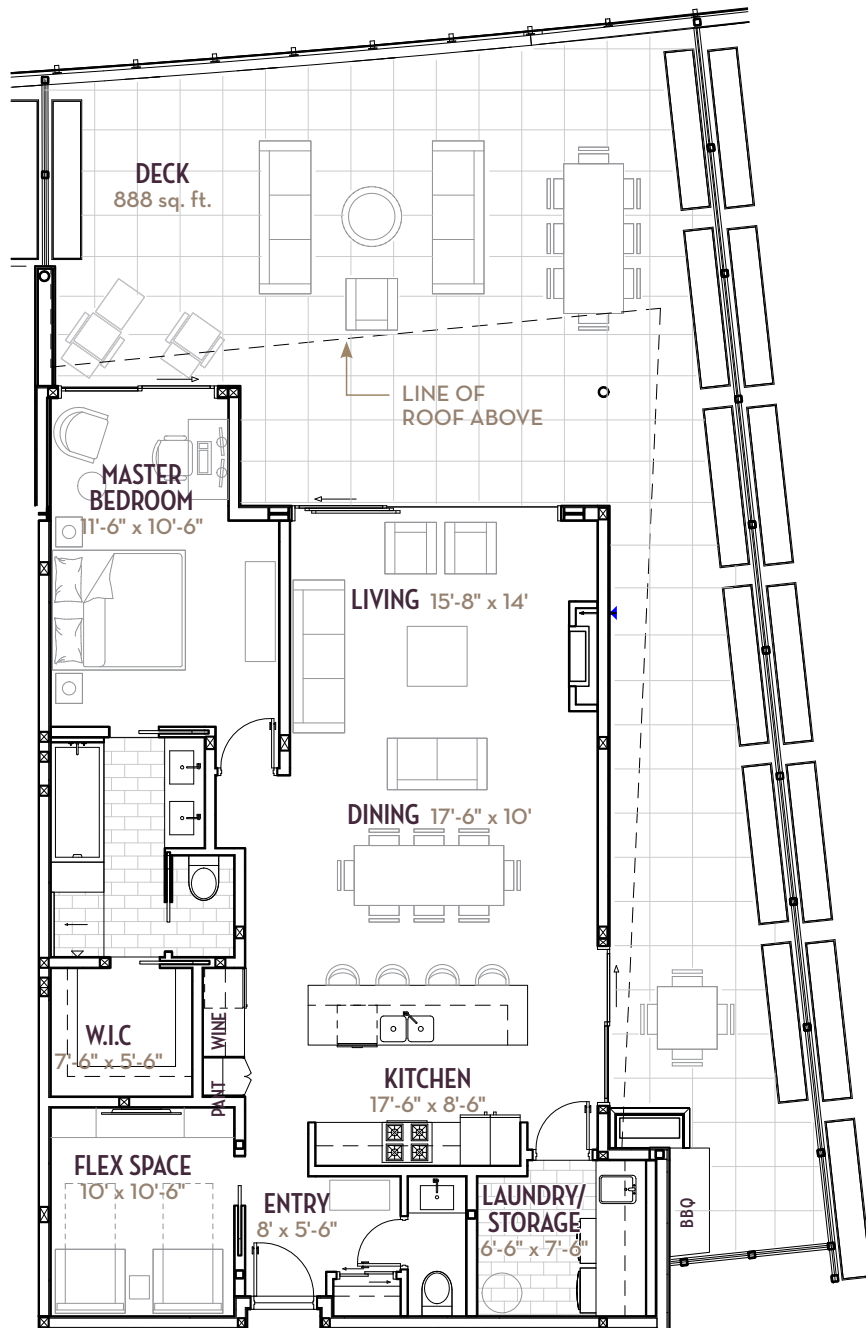 DECK
888 sq. ft.
LINE OF
ROOF ABOVE
MASTER
BEDROOM
11'-6" x 10'-6"
LIVING 15'-8" x 14'
DINING 17'-6" x 10'
W.I.C
7'-6" x 5'-6"
WINE
PANT
KITCHEN
17'-6" x 8'-6"
FLEX SPACE
10' x 10'-6"
ENTRY
8' x 5'-6"
LAUNDRY/
STORAGE
6'-6" x 7'-6"
BBQ